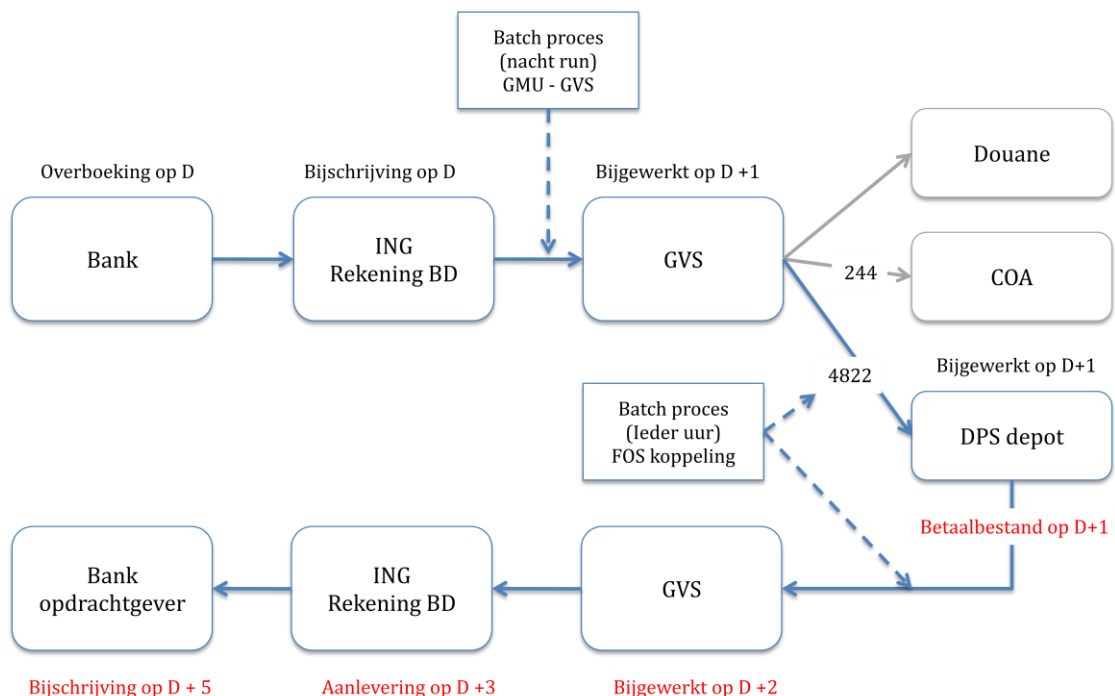 Batch proces
(nacht run)
GMU - GVS
Overboeking op D
Bijschrijving op D
Bijgewerkt op D +1
Douane
Bank
ING
Rekening BD
GVS
244
COA
4822
Bijgewerkt op D+1
Batch proces
(Ieder uur)
FOS koppeling
DPS depot
Betaalbestand op D+1
Bank
opdrachtgever
ING
Rekening BD
GVS
Bijschrijving op D + 5
Aanlevering op D +3
Bijgewerkt op D +2